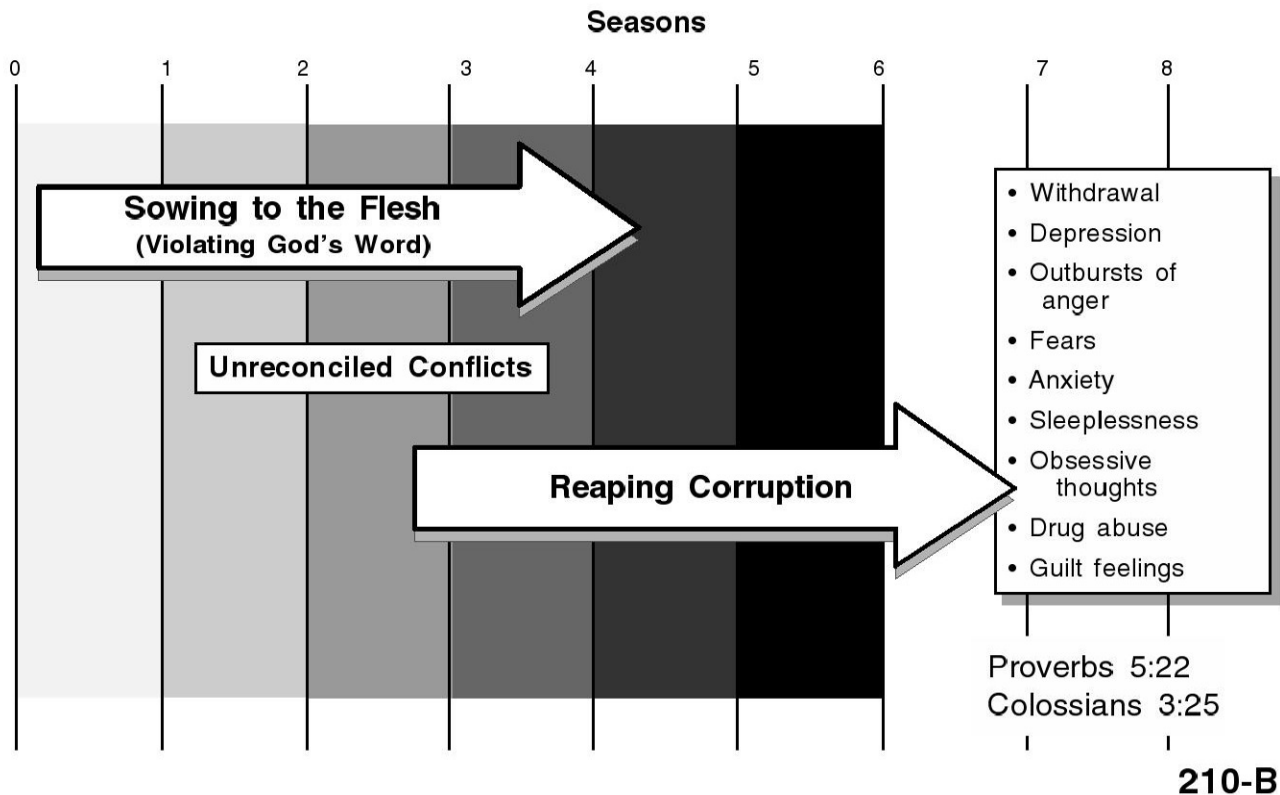 Seasons
0 1 2 3 4 5 6 7 8
Sowing to the Flesh
(Violating God's Word)
Unreconciled Conflicts
Reaping Corruption
• Withdrawal
• Depression
• Outbursts of
anger
• Fears
• Anxiety
• Sleeplessness
• Obsessive
thoughts
• Drug abuse
• Guilt feelings
Proverbs 5:22
Colossians 3:25
210-B